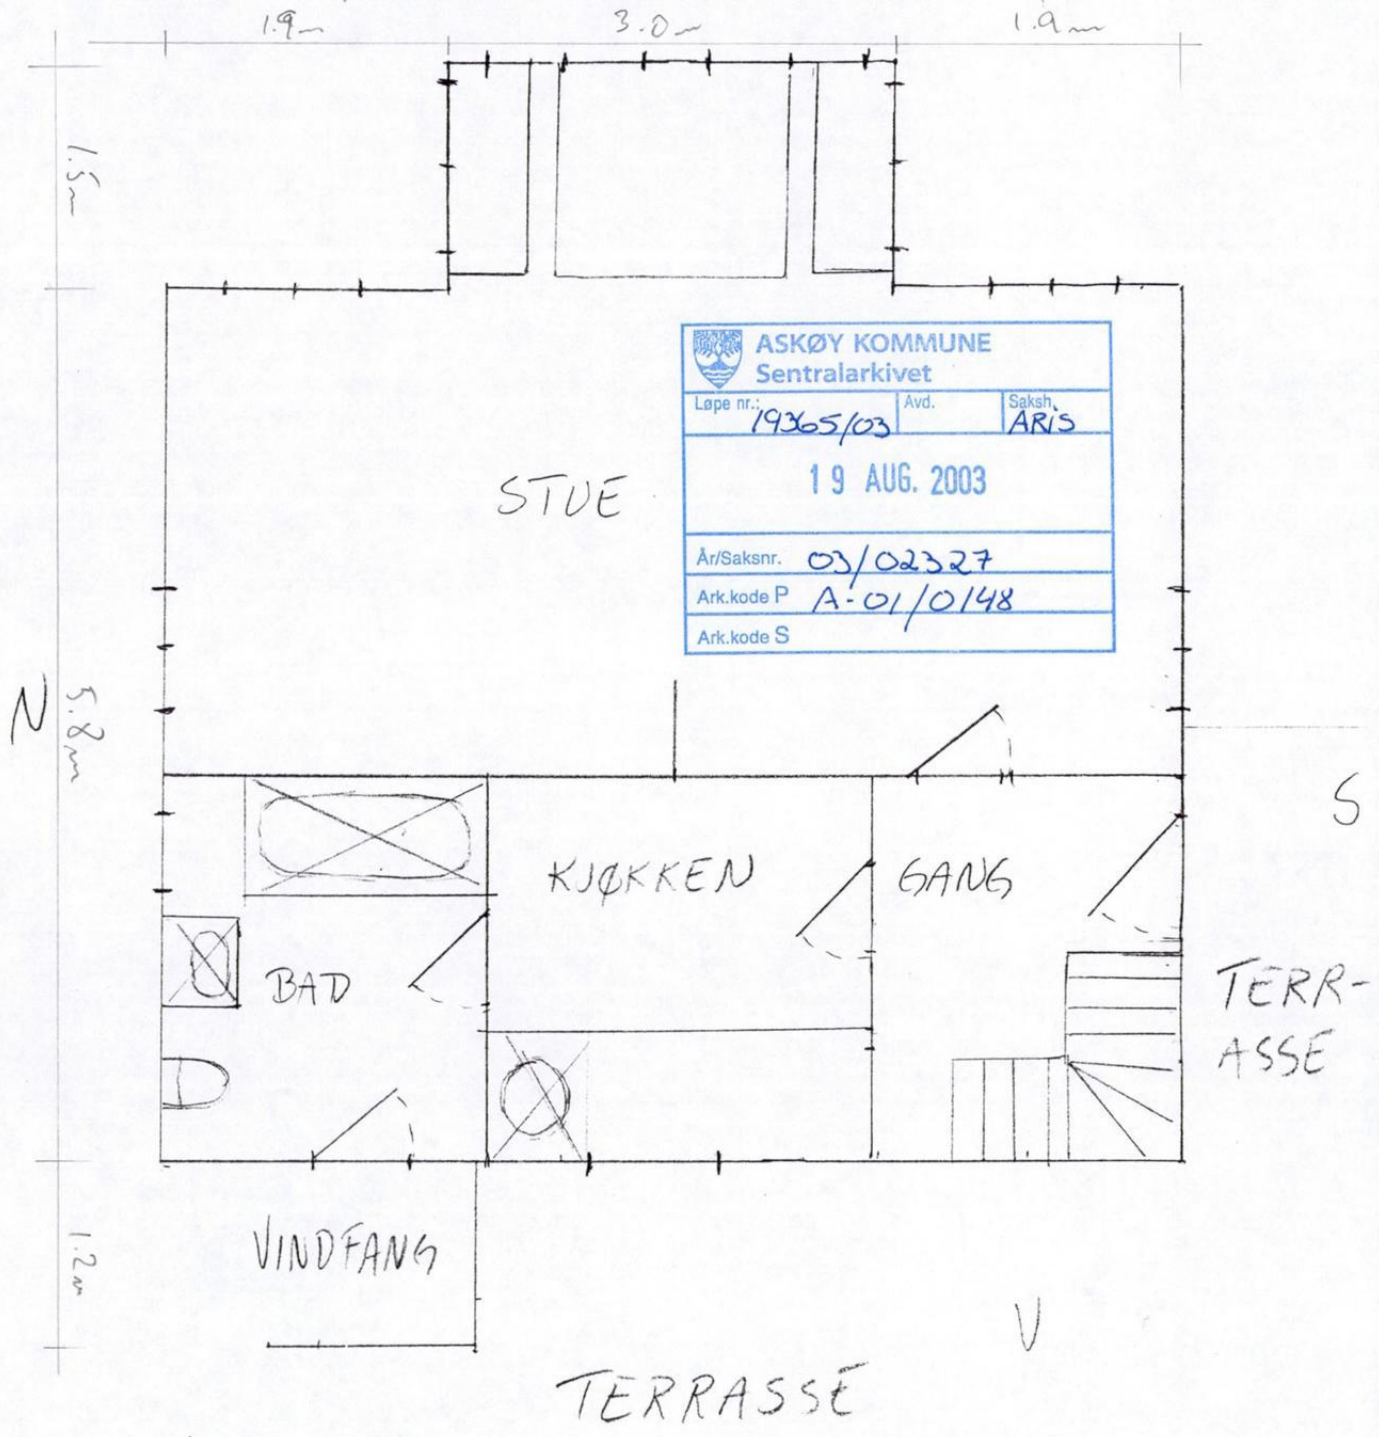 1.9m 3.0m 1.9m
1.5m
ASKØY KOMMUNE
Sentralarkivet
Løpe nr.: 19365/03 Avd. Saksh. ARIS
19 AUG. 2003
År/Saksnr. 03/02327
Ark.kode P A-01/0148
Ark.kode S
STUE
N
5.8m
S
KJØKKEN
GANG
BAD
TERR-
ASSE
VINDFANG
1.2m
V
TERRASSE